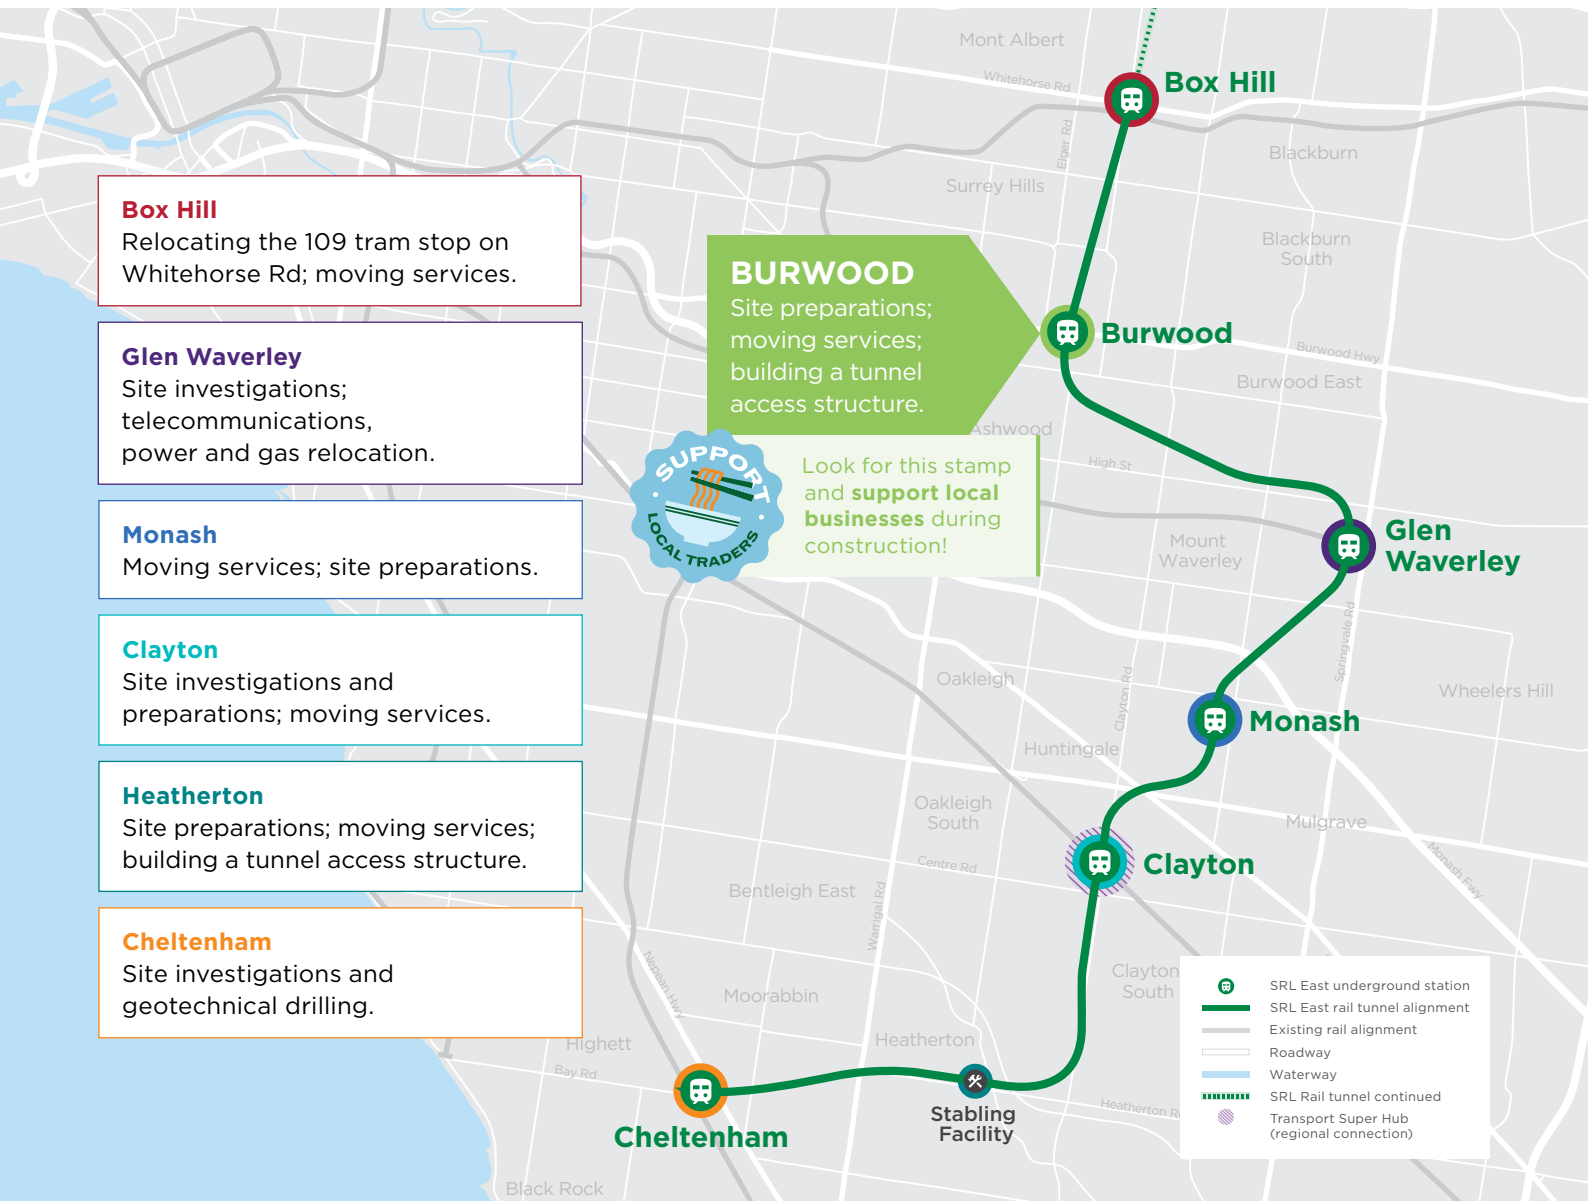 Mont Albert
Whitehorse Rd
Box Hill
Elgar Rd
Blackburn
Surrey Hills
Box Hill
Relocating the 109 tram stop on
Whitehorse Rd; moving services.
Blackburn
South
BURWOOD
Site preparations;
moving services;
building a tunnel
access structure.
Burwood
Burwood Hwy
Burwood East
Glen Waverley
Site investigations;
telecommunications,
power and gas relocation.
Ashwood
High St
SUPPORT
LOCAL TRADERS
Look for this stamp
and support local
businesses during
construction!
Glen
Waverley
Mount
Waverley
Monash
Moving services; site preparations.
Springvale Rd
Clayton
Site investigations and
preparations; moving services.
Oakleigh
Clayton Rd
Wheelers Hill
Monash
Huntingale
Heatherton
Site preparations; moving services;
building a tunnel access structure.
Oakleigh
South
Mulgrave
Centre Rd
Clayton
Monash Fwy
Bentleigh East
Warrigal Rd
Cheltenham
Site investigations and
geotechnical drilling.
Nepean Hwy
Moorabbin
Clayton
South
Highett
Bay Rd
Heatherton
Stabling
Facility
Heatherton R
Cheltenham
Black Rock
SRL East underground station
SRL East rail tunnel alignment
Existing rail alignment
Roadway
Waterway
SRL Rail tunnel continued
Transport Super Hub
(regional connection)